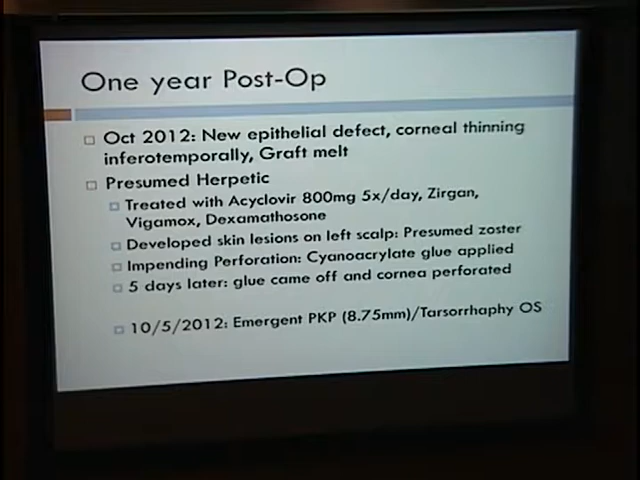 One year Post-Op
Oct 2012: New epithelial defect, corneal thinning
inferotemporally, Graft melt
Presumed Herpetic
Treated with Acyclovir 800mg 5x/day, Zirgan,
Vigamox, Dexamathosone
Developed skin lesions on left scalp: Presumed zoster
Impending Perforation: Cyanoacrylate glue applied
5 days later: glue came off and cornea perforated
10/5/2012: Emergent PKP (8.75mm)/Tarsorrhaphy OS